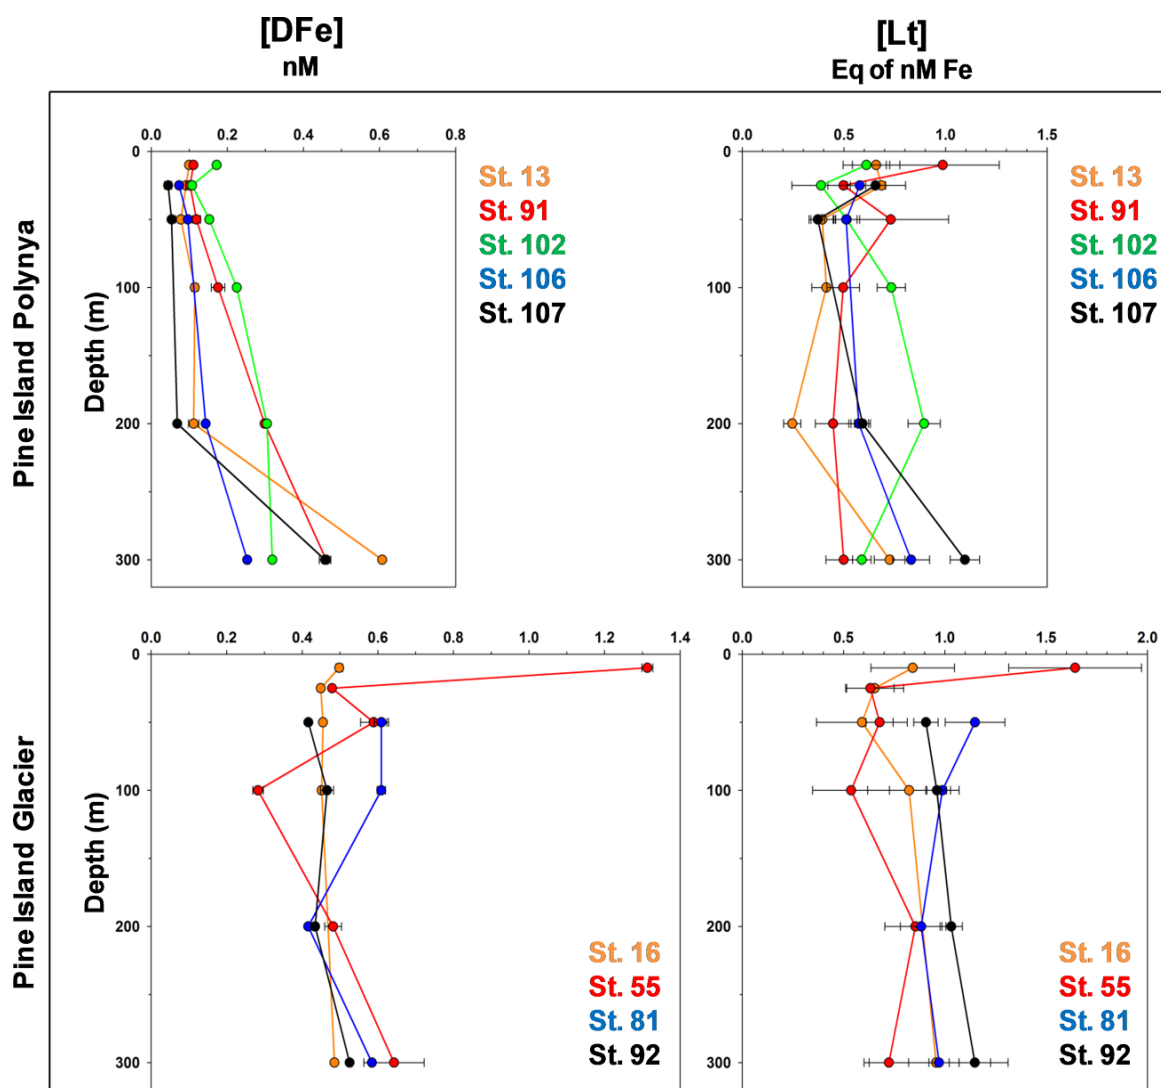 [DFe]
nM
[Lt]
Eq of nM Fe
Pine Island Polynya
0.0 0.2 0.4 0.6 0.8
0.0 0.5 1.0 1.5
Depth (m)
0
100
200
300
St. 13
St. 91
St. 102
St. 106
St. 107
0
100
200
300
St. 13
St. 91
St. 102
St. 106
St. 107
Pine Island Glacier
0.0 0.2 0.4 0.6 0.8 1.0 1.2 1.4
0.0 0.5 1.0 1.5 2.0
Depth (m)
0
100
200
300
St. 16
St. 55
St. 81
St. 92
0
100
200
300
St. 16
St. 55
St. 81
St. 92